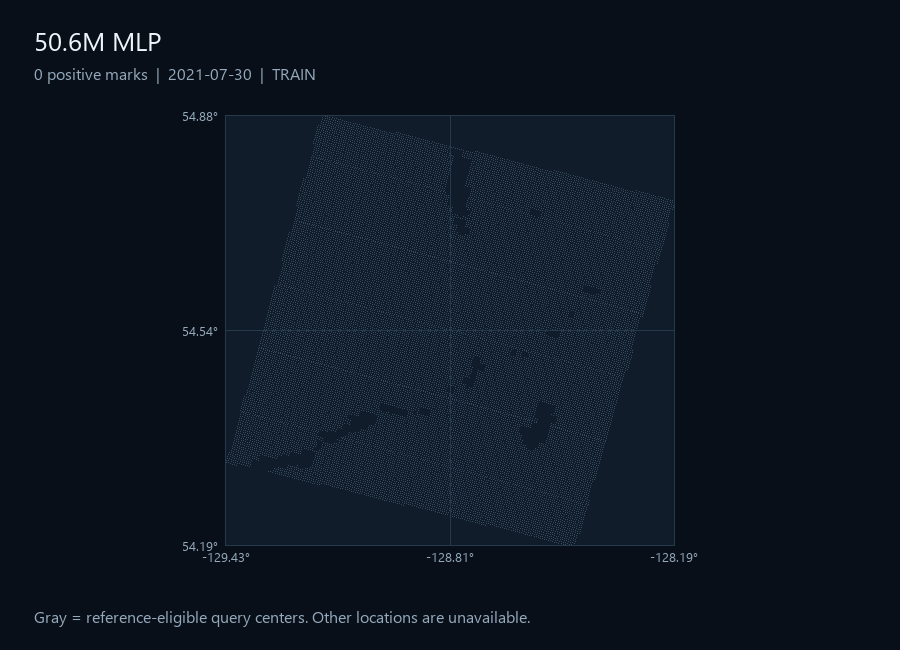 50.6M MLP
0 positive marks | 2021-07-30 | TRAIN
54.88°
54.54°
54.19°
-129.43°
-128.81°
-128.19°
Gray = reference-eligible query centers. Other locations are unavailable.